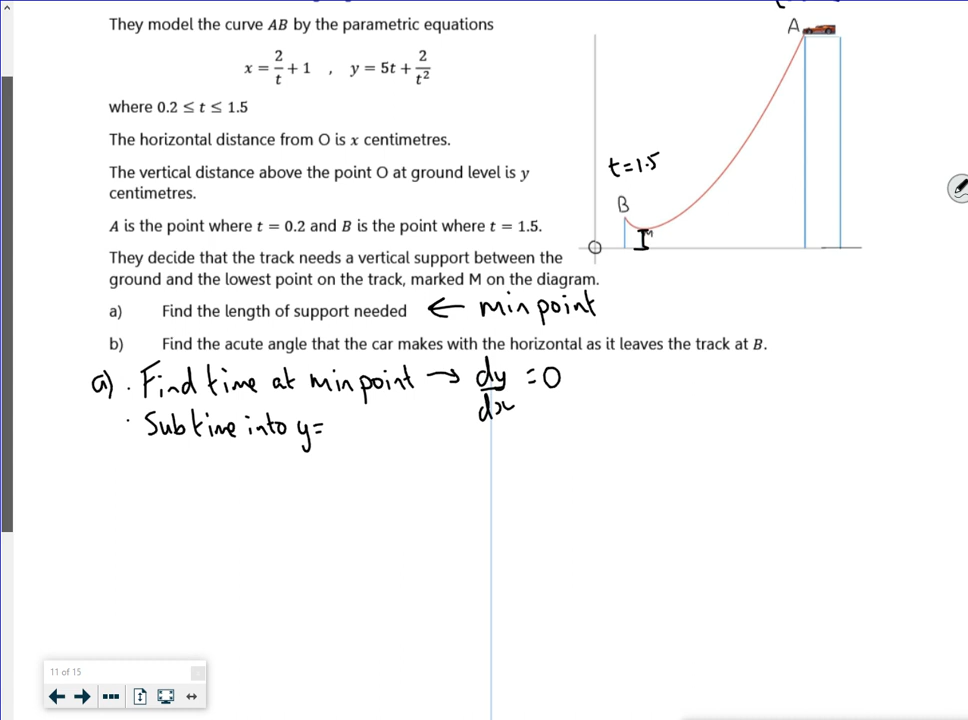 They model the curve AB by the parametric equations
x = 2/t + 1 , y = 5t + 2/t²
where 0.2 ≤ t ≤ 1.5
The horizontal distance from O is x centimetres.
The vertical distance above the point O at ground level is y
centimetres.
A is the point where t = 0.2 and B is the point where t = 1.5.
They decide that the track needs a vertical support between the
ground and the lowest point on the track, marked M on the diagram.
a) Find the length of support needed ← min point
b) Find the acute angle that the car makes with the horizontal as it leaves the track at B.
A
t=1.5
B
M
O
a) · Find time at min point → dy/dx = 0
· Sub time into y=
11 of 15